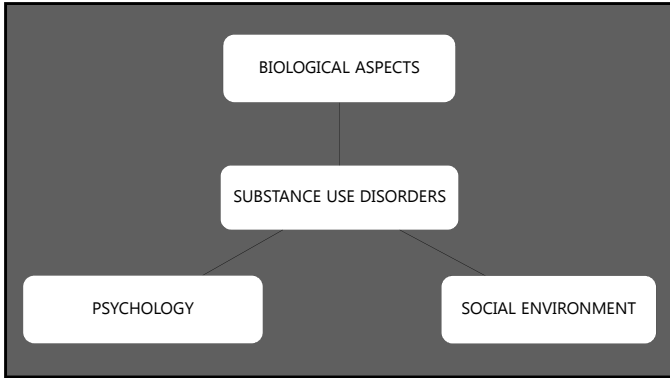 BIOLOGICAL ASPECTS
SUBSTANCE USE DISORDERS
PSYCHOLOGY
SOCIAL ENVIRONMENT